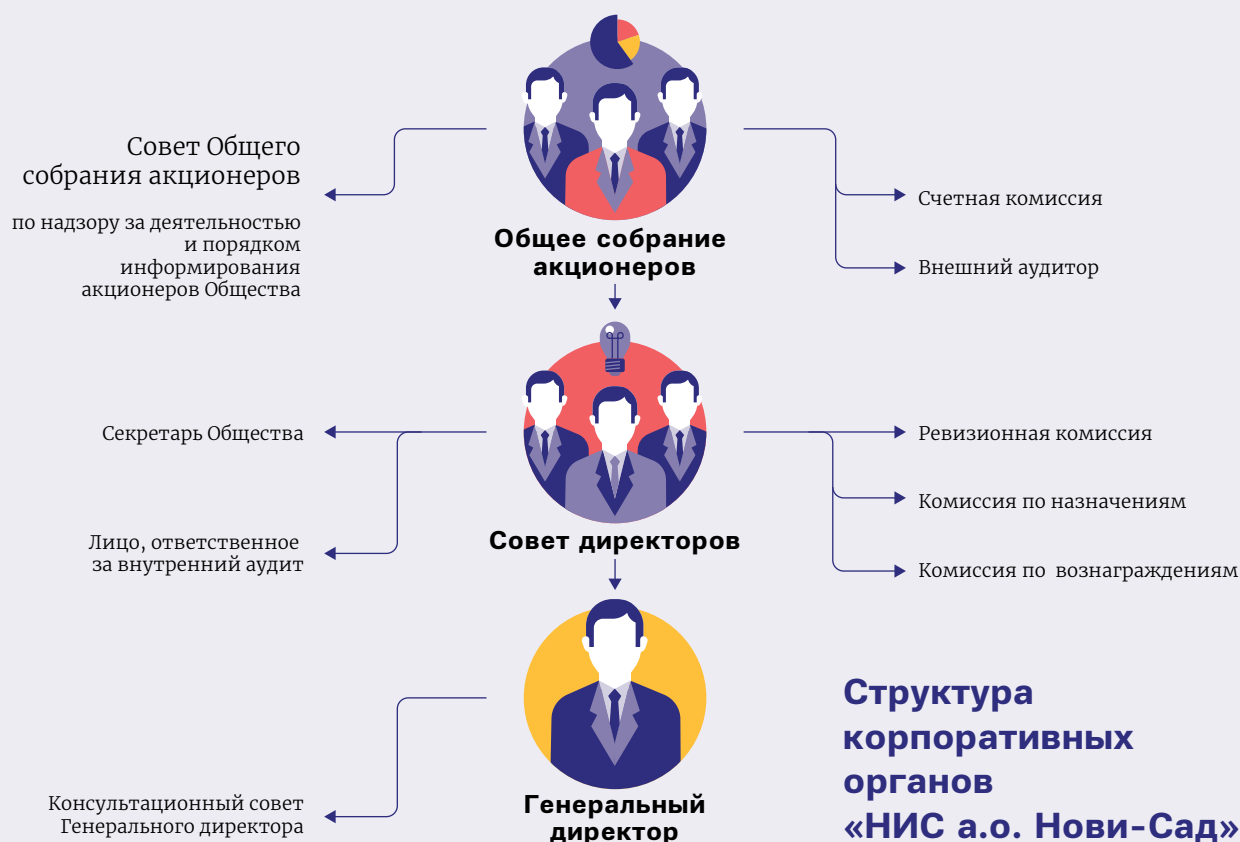 Совет Общего
собрания акционеров
по надзору за деятельностью
и порядком
информирования
акционеров Общества
Общее собрание
акционеров
Счетная комиссия
Внешний аудитор
Секретарь Общества
Лицо, ответственное
за внутренний аудит
Совет директоров
Ревизионная комиссия
Комиссия по назначениям
Комиссия по вознаграждениям
Консультационный совет
Генерального директора
Генеральный
директор
Структура
корпоративных
органов
«НИС а.о. Нови-Сад»